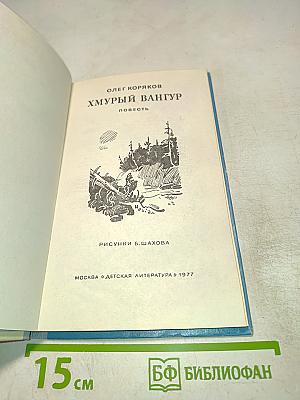 ОЛЕГ КОРЯКОВ
ХМУРЫЙ ВАНГУР
ПОВЕСТЬ
РИСУНКИ Б. ШАХОВА
МОСКВА «ДЕТСКАЯ ЛИТЕРАТУРА» 1977
15 см
БФ БИБЛИОФАН